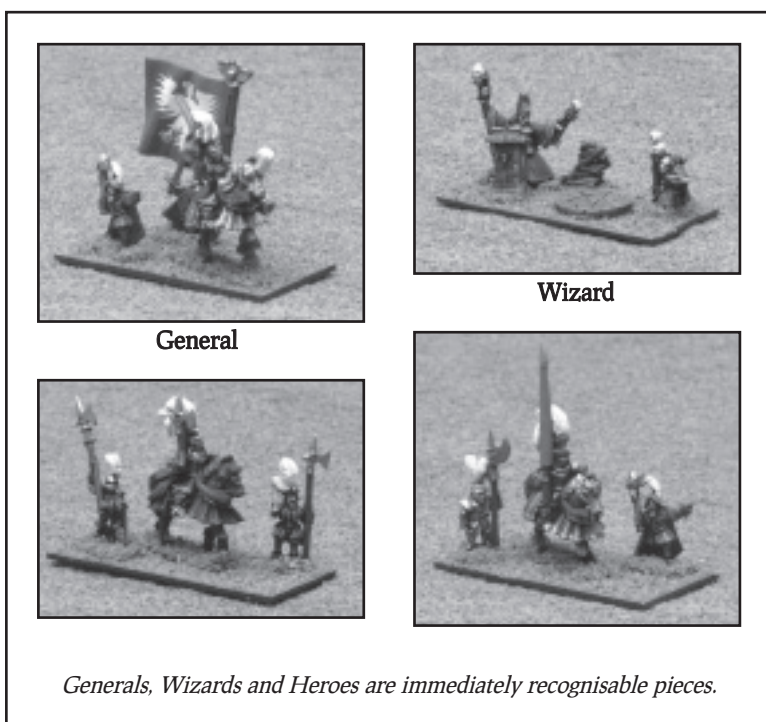 General
Wizard
Generals, Wizards and Heroes are immediately recognisable pieces.